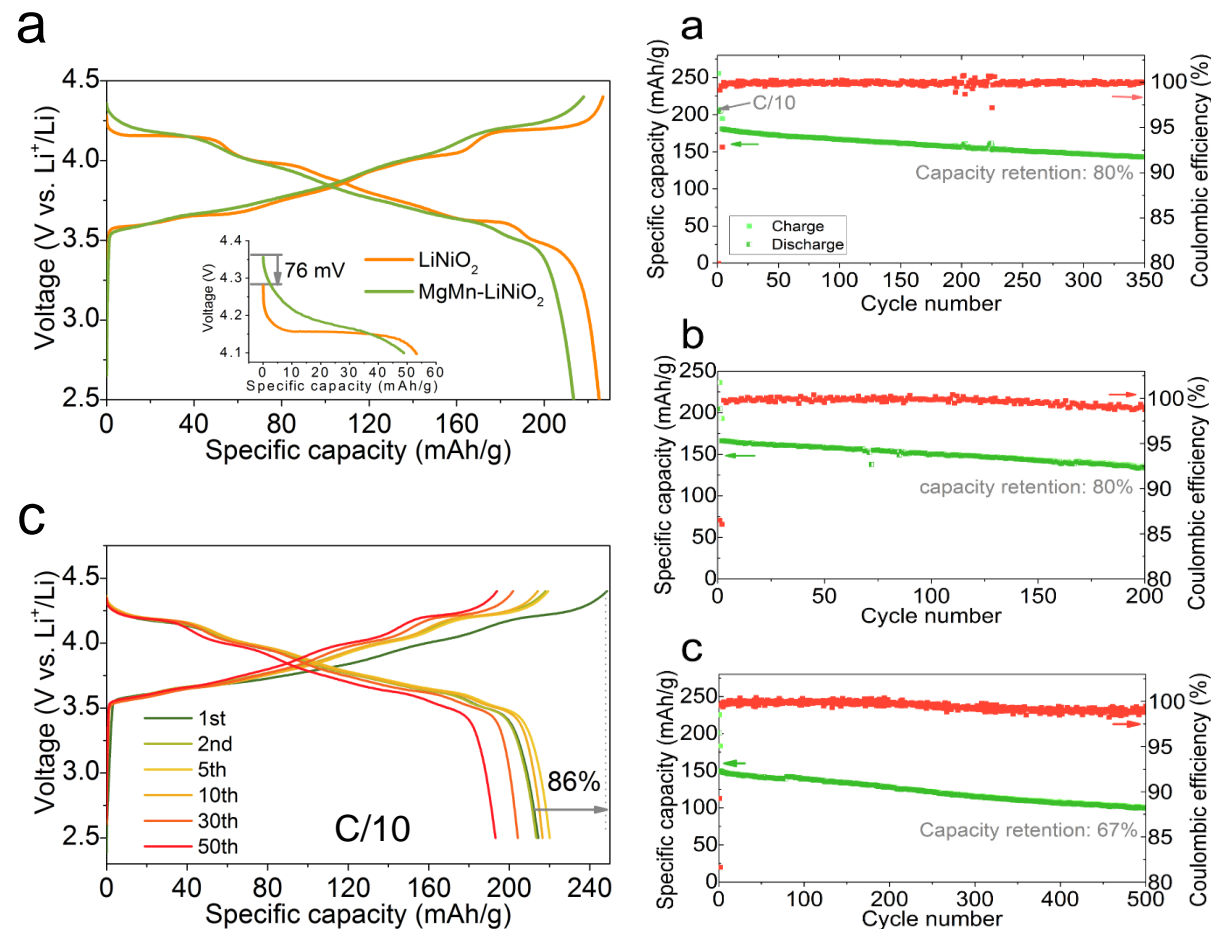 a
4.5
4.0
3.5
3.0
2.5
Voltage (V vs. Li⁺/Li)
0
40
80
120
160
200
Specific capacity (mAh/g)
LiNiO₂
MgMn-LiNiO₂
76 mV
4.4
4.3
4.2
4.1
Voltage (V)
0
10
20
30
40
50
60
Specific capacity (mAh/g)
c
4.5
4.0
3.5
3.0
2.5
Voltage (V vs. Li⁺/Li)
0
40
80
120
160
200
240
Specific capacity (mAh/g)
1st
2nd
5th
10th
30th
50th
C/10
86%
a
250
200
150
100
50
0
Specific capacity (mAh/g)
100
95
90
85
80
Coulombic efficiency (%)
C/10
Capacity retention: 80%
Charge
Discharge
0
50
100
150
200
250
300
350
Cycle number
b
250
225
200
175
150
125
100
75
50
25
0
Specific capacity (mAh/g)
100
95
90
85
80
Coulombic efficiency (%)
capacity retention: 80%
0
50
100
150
200
Cycle number
c
250
200
150
100
50
0
Specific capacity (mAh/g)
100
95
90
85
80
Coulombic efficiency (%)
Capacity retention: 67%
0
100
200
300
400
500
Cycle number